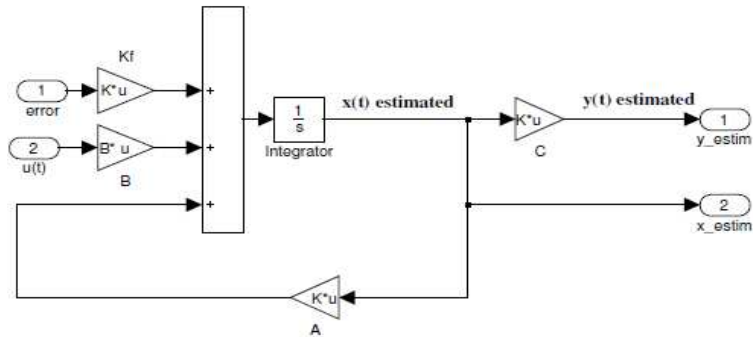 Kf
1
K*u
+
error
1
s
x(t) estimated
K*u
y(t) estimated
1
y_estim
2
B* u
+
u(t)
B
Integrator
C
+
2
x_estim
K*u
A